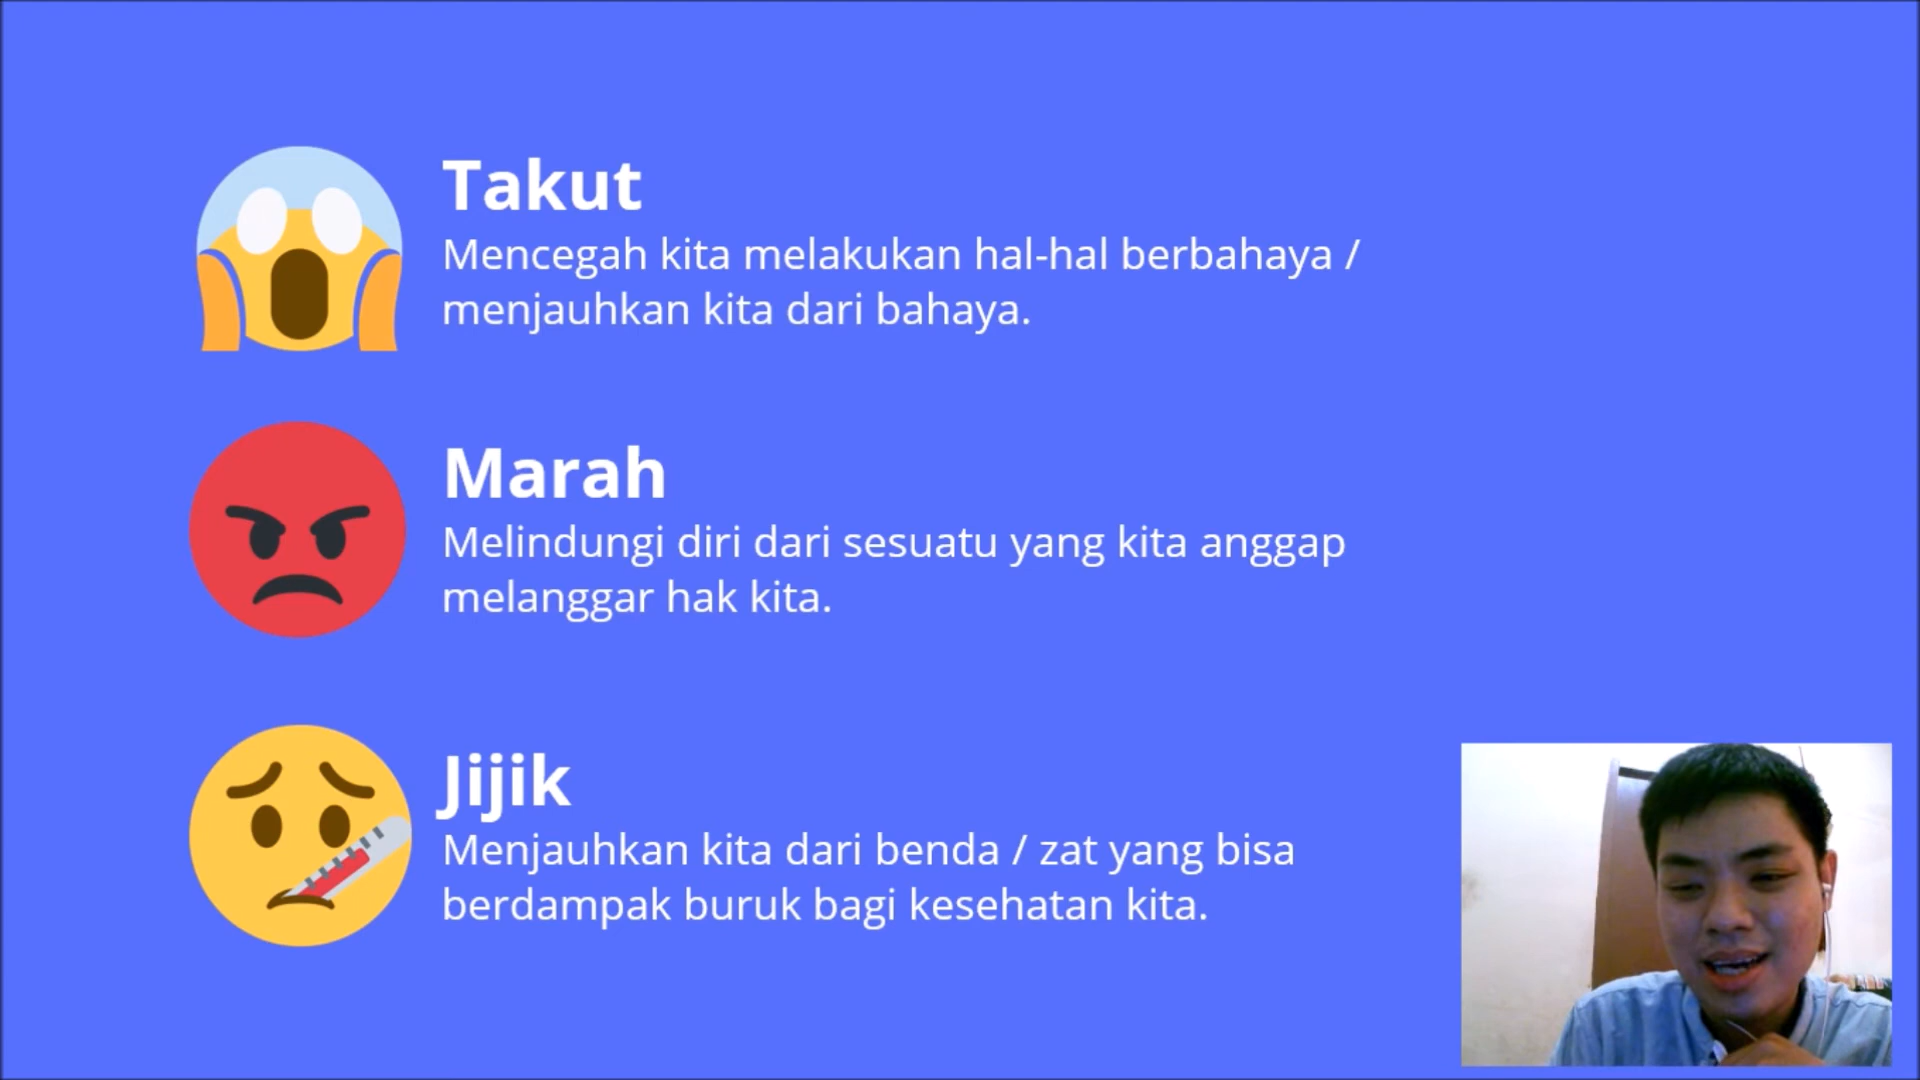 Takut
Mencegah kita melakukan hal-hal berbahaya /
menjauhkan kita dari bahaya.
Marah
Melindungi diri dari sesuatu yang kita anggap
melanggar hak kita.
Jijik
Menjauhkan kita dari benda / zat yang bisa
berdampak buruk bagi kesehatan kita.